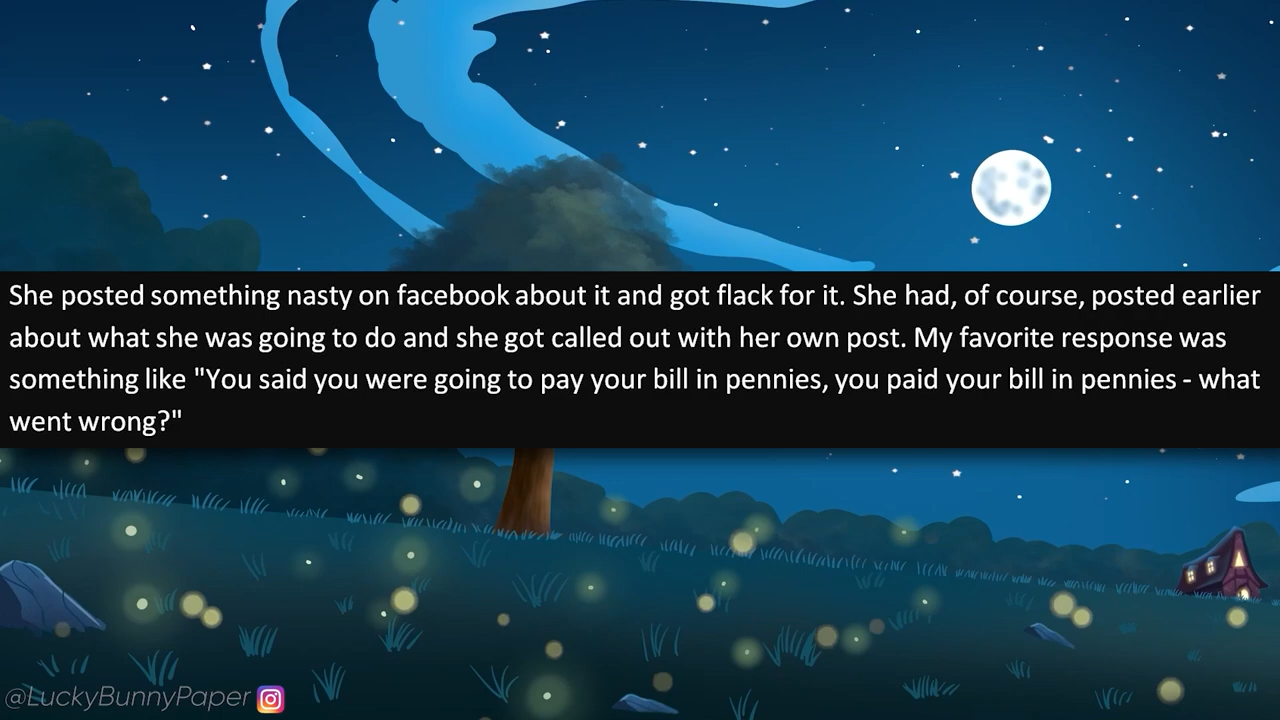 She posted something nasty on facebook about it and got flack for it. She had, of course, posted earlier
about what she was going to do and she got called out with her own post. My favorite response was
something like "You said you were going to pay your bill in pennies, you paid your bill in pennies - what
went wrong?"
@LuckyBunnyPaper